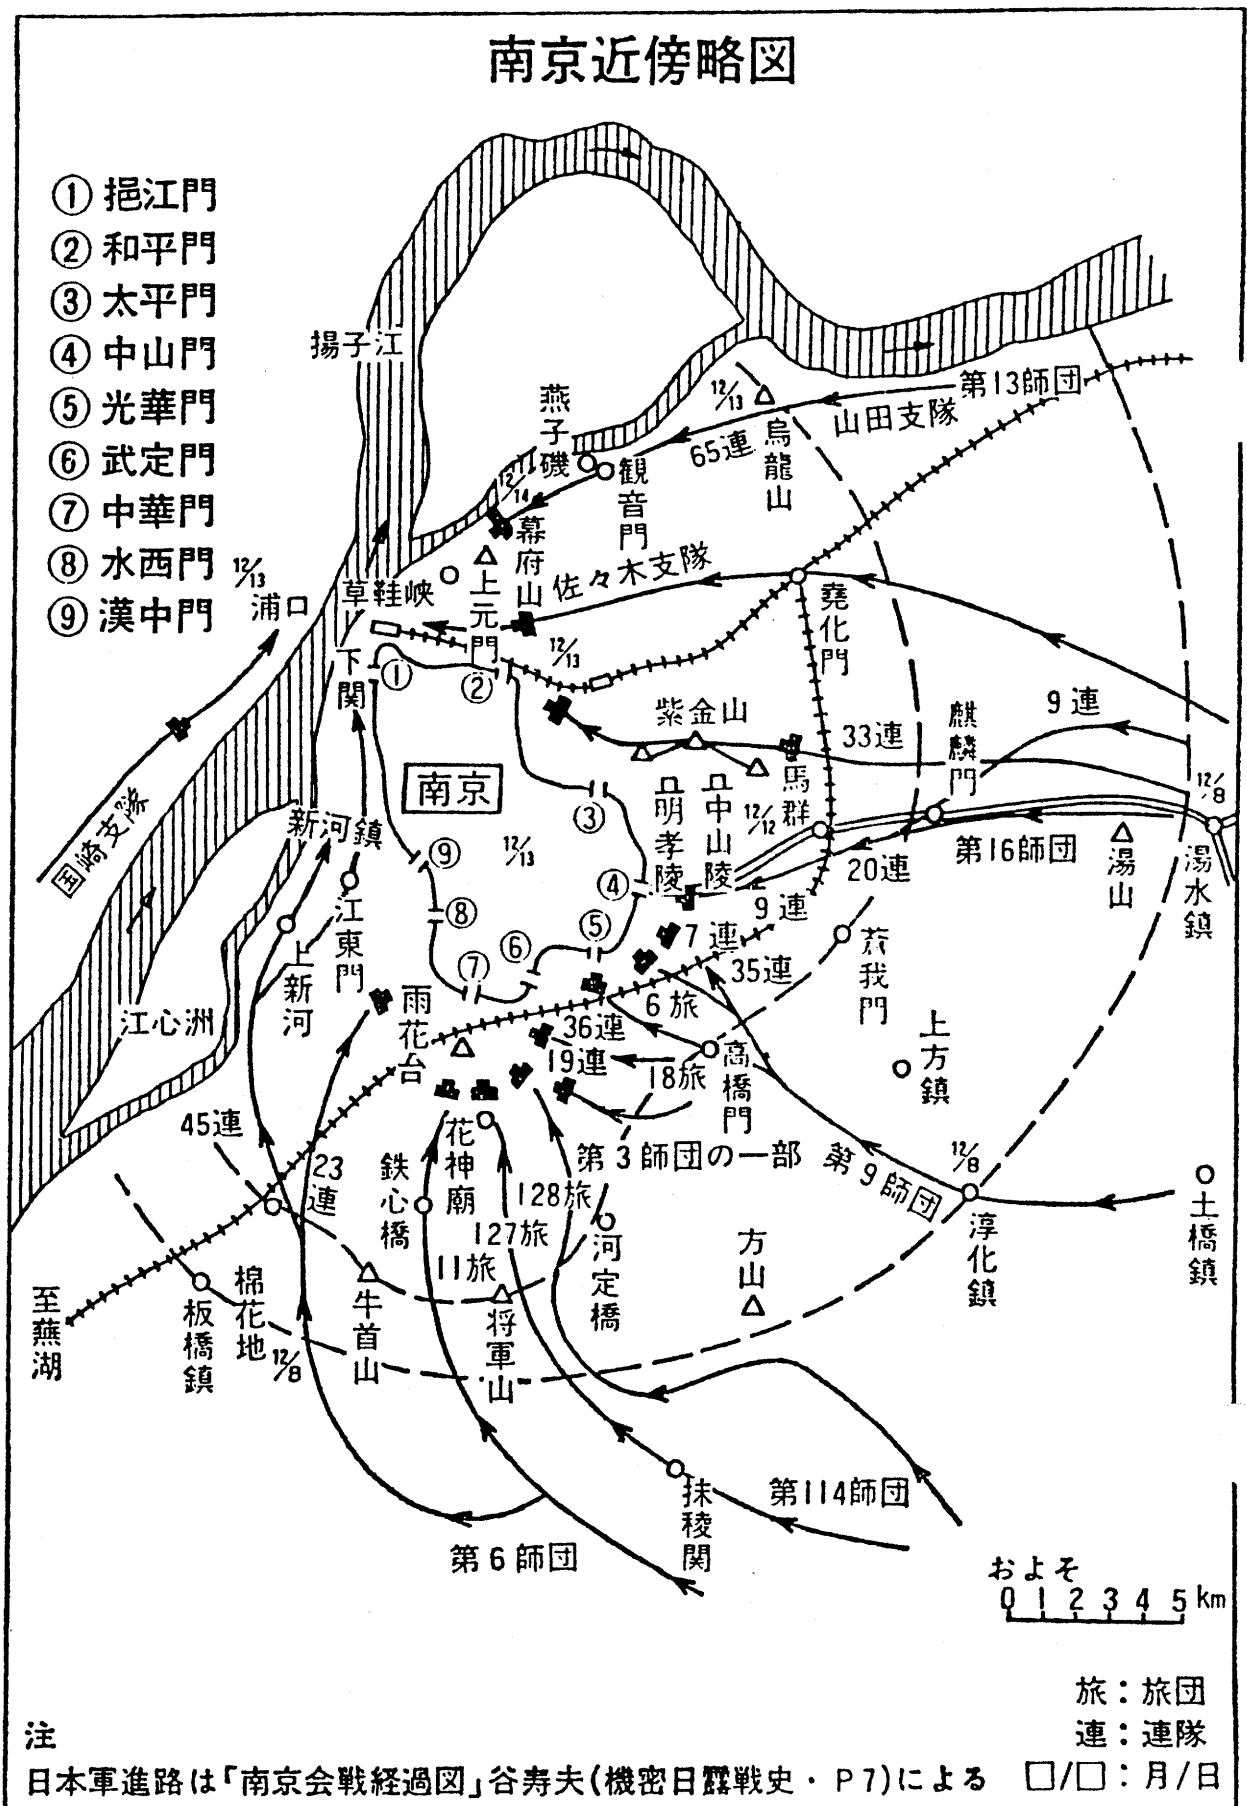 南京近傍略図
①挹江門
②和平門
③太平門
④中山門
⑤光華門
⑥武定門
⑦中華門
⑧水西門
⑨漢中門
揚子江
燕子磯
12/13
烏龍山
第13師団
山田支隊
65連
観音門
12/14
幕府山
上元門
草鞋峡
佐々木支隊
堯化門
12/13
浦口
下関
①
②
12/13
紫金山
33連
麒麟門
9連
12/8
南京
③
明孝陵
中山陵
12/12
馬群
第16師団
湯山
湯水鎮
国崎支隊
新河鎮
⑨
12/13
④
20連
9連
江東門
⑧
⑤
7連
35連
我門
上新河
⑦
⑥
6旅
江心洲
雨花台
36連
19連
18旅
高橋門
上方鎮
45連
23連
鉄心橋
花神廟
第3師団の一部
第9師団
12/8
128旅
127旅
11旅
河定橋
方山
淳化鎮
土橋鎮
至蕪湖
板橋鎮
棉花地
12/8
牛首山
将軍山
第6師団
抹稜関
第114師団
およそ
0 1 2 3 4 5 km
旅：旅団
連：連隊
□/□：月/日
注
日本軍進路は「南京会戦経過図」谷寿夫(機密日露戦史・P7)による